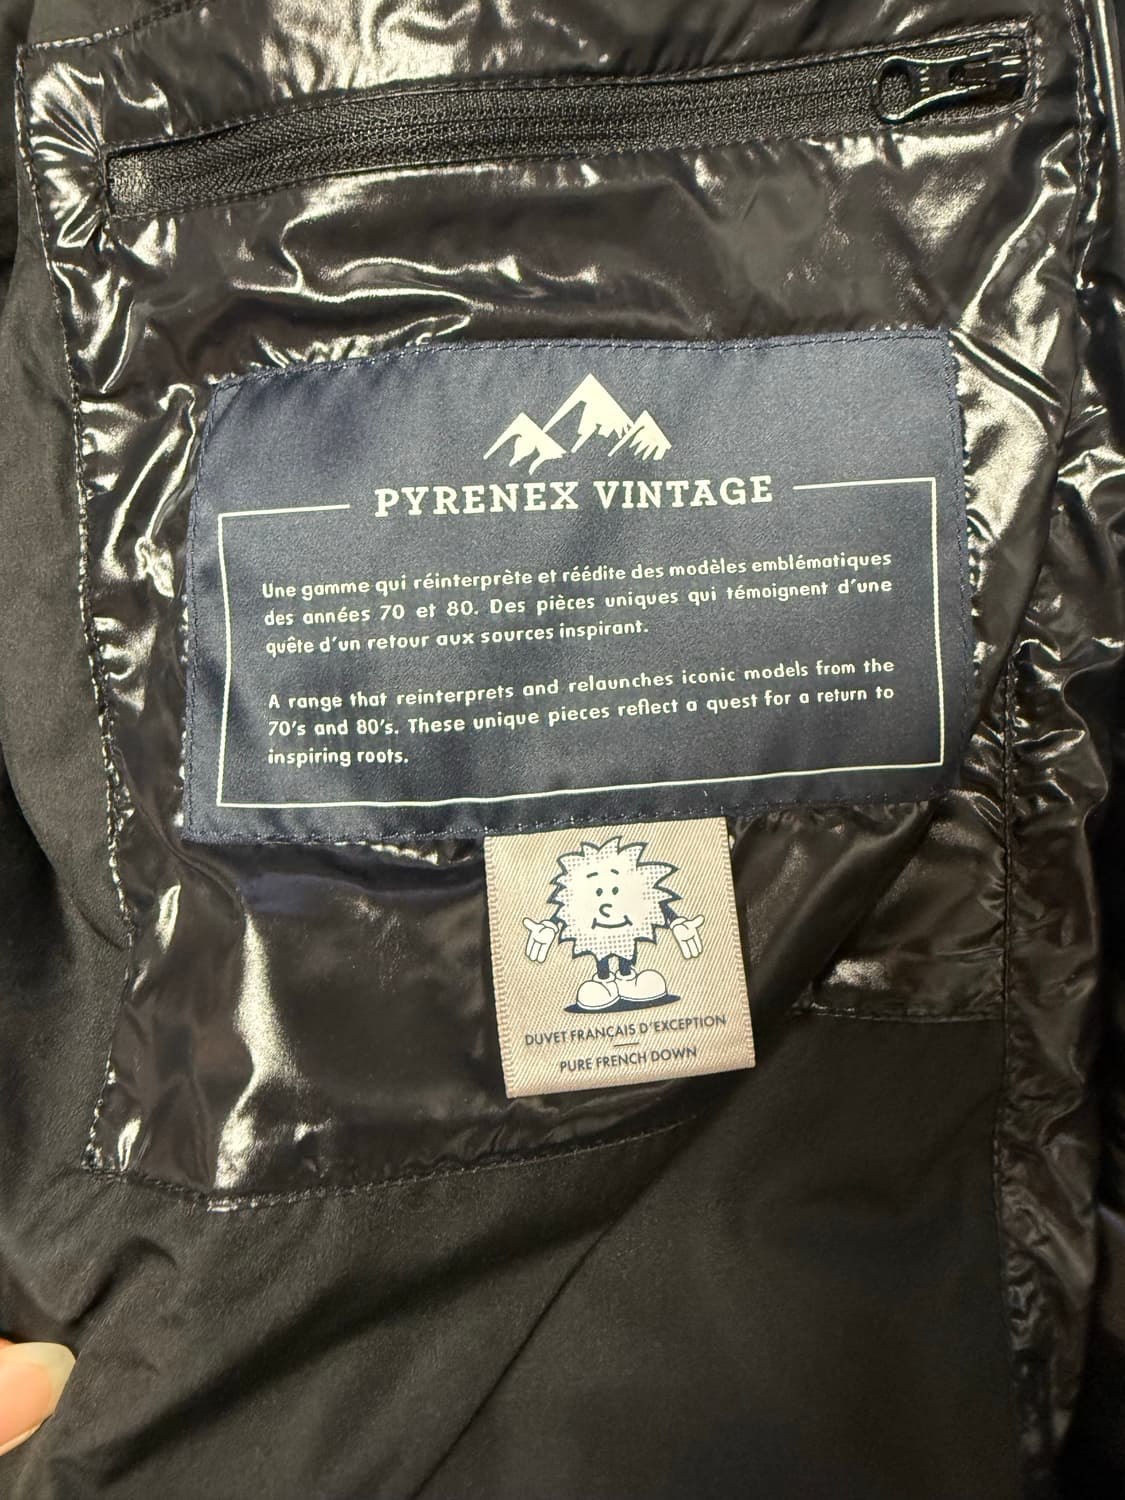 PYRENEX VINTAGE
Une gamme qui réinterprète et réédite des modèles emblématiques
des années 70 et 80. Des pièces uniques qui témoignent d'une
quête d'un retour aux sources inspirant.
A range that reinterprets and relaunches iconic models from the
70's and 80's. These unique pieces reflect a quest for a return to
inspiring roots.
DUVET FRANÇAIS D'EXCEPTION
PURE FRENCH DOWN